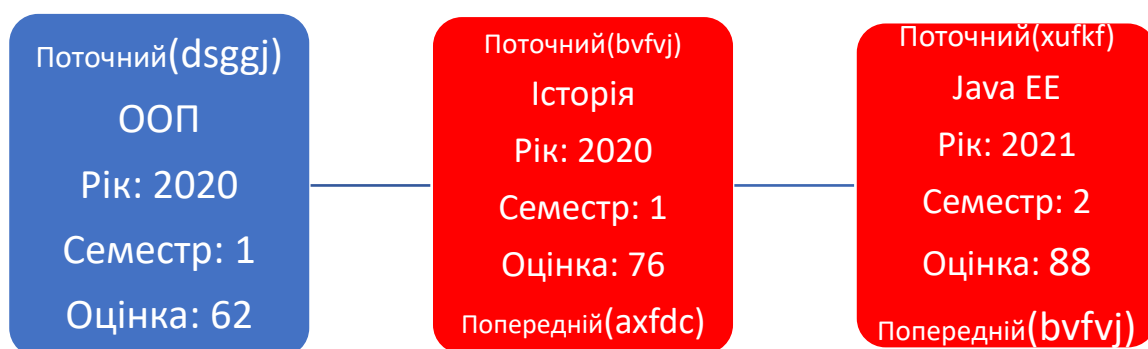 Поточний(dsggj)
ООП
Рік: 2020
Семестр: 1
Оцінка: 62
Поточний(bvfvj)
Історія
Рік: 2020
Семестр: 1
Оцінка: 76
Попередній(axfdc)
Поточний(xufkf)
Java EE
Рік: 2021
Семестр: 2
Оцінка: 88
Попередній(bvfvj)